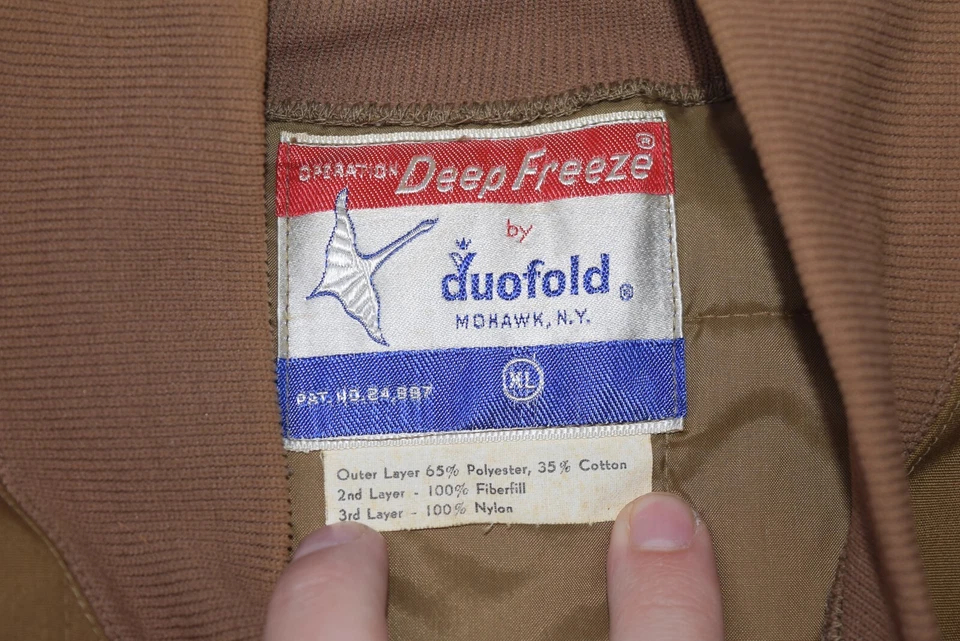 OPERATION Deep Freeze®
by
duofold®
MOHAWK, N.Y.
ML
PAT. NO. 24,887
Outer Layer 65% Polyester, 35% Cotton
2nd Layer - 100% Fiberfill
3rd Layer - 100% Nylon